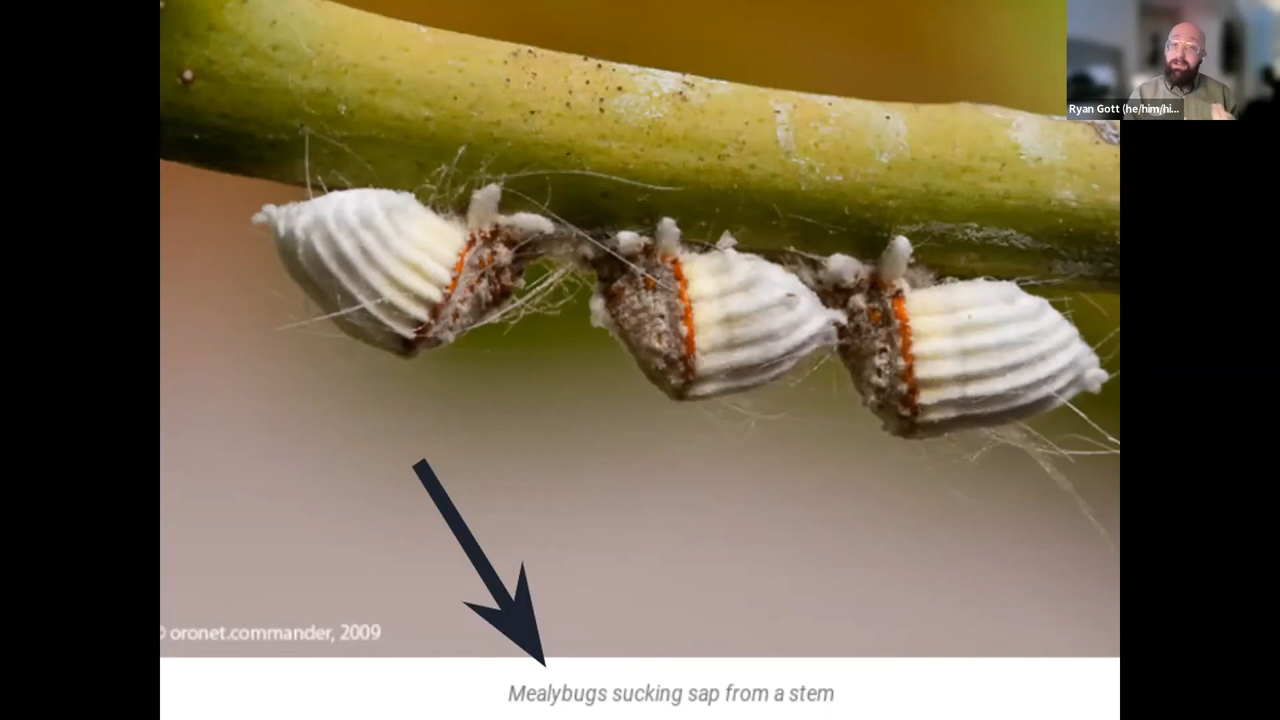 Ryan Gott (he/him/hi...
© oronet.commander, 2009
Mealybugs sucking sap from a stem